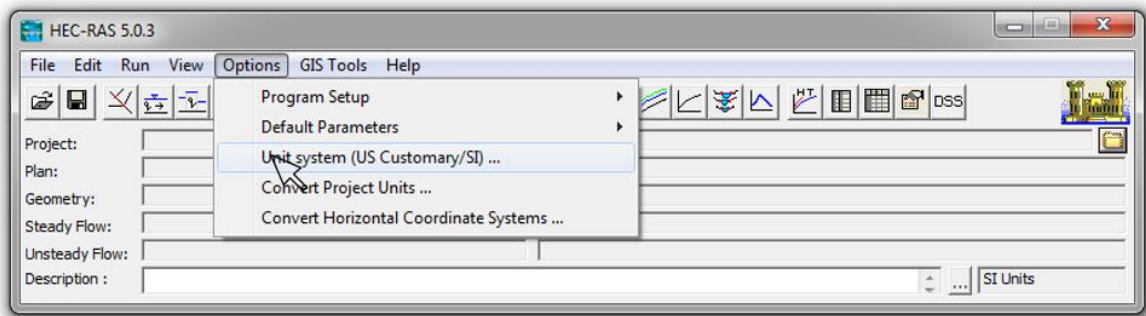 HEC-RAS 5.0.3
File Edit Run View Options GIS Tools Help
Program Setup
Default Parameters
Unit system (US Customary/SI) ...
Convert Project Units ...
Convert Horizontal Coordinate Systems ...
HT
DSS
Project:
Plan:
Geometry:
Steady Flow:
Unsteady Flow:
Description :
... SI Units